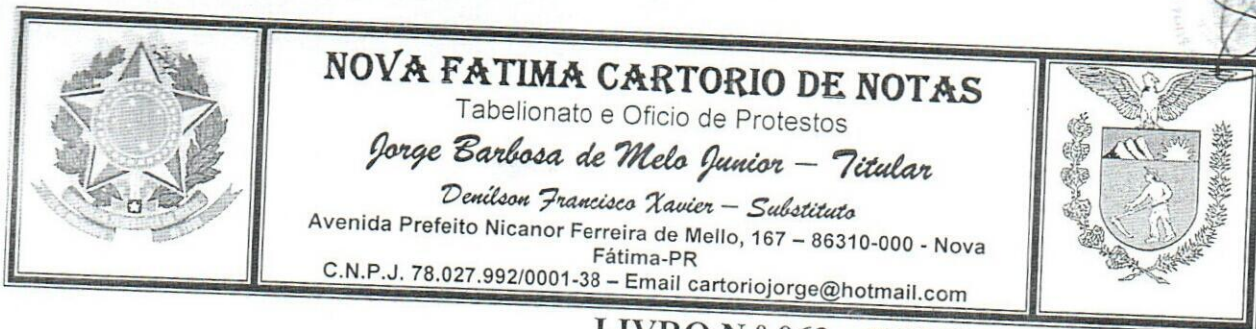 NOVA FATIMA CARTORIO DE NOTAS
Tabelionato e Oficio de Protestos
Jorge Barbosa de Melo Junior – Titular
Denilson Francisco Xavier – Substituto
Avenida Prefeito Nicanor Ferreira de Mello, 167 – 86310-000 - Nova
Fátima-PR
C.N.P.J. 78.027.992/0001-38 – Email cartoriojorge@hotmail.com
LIVRO N.º